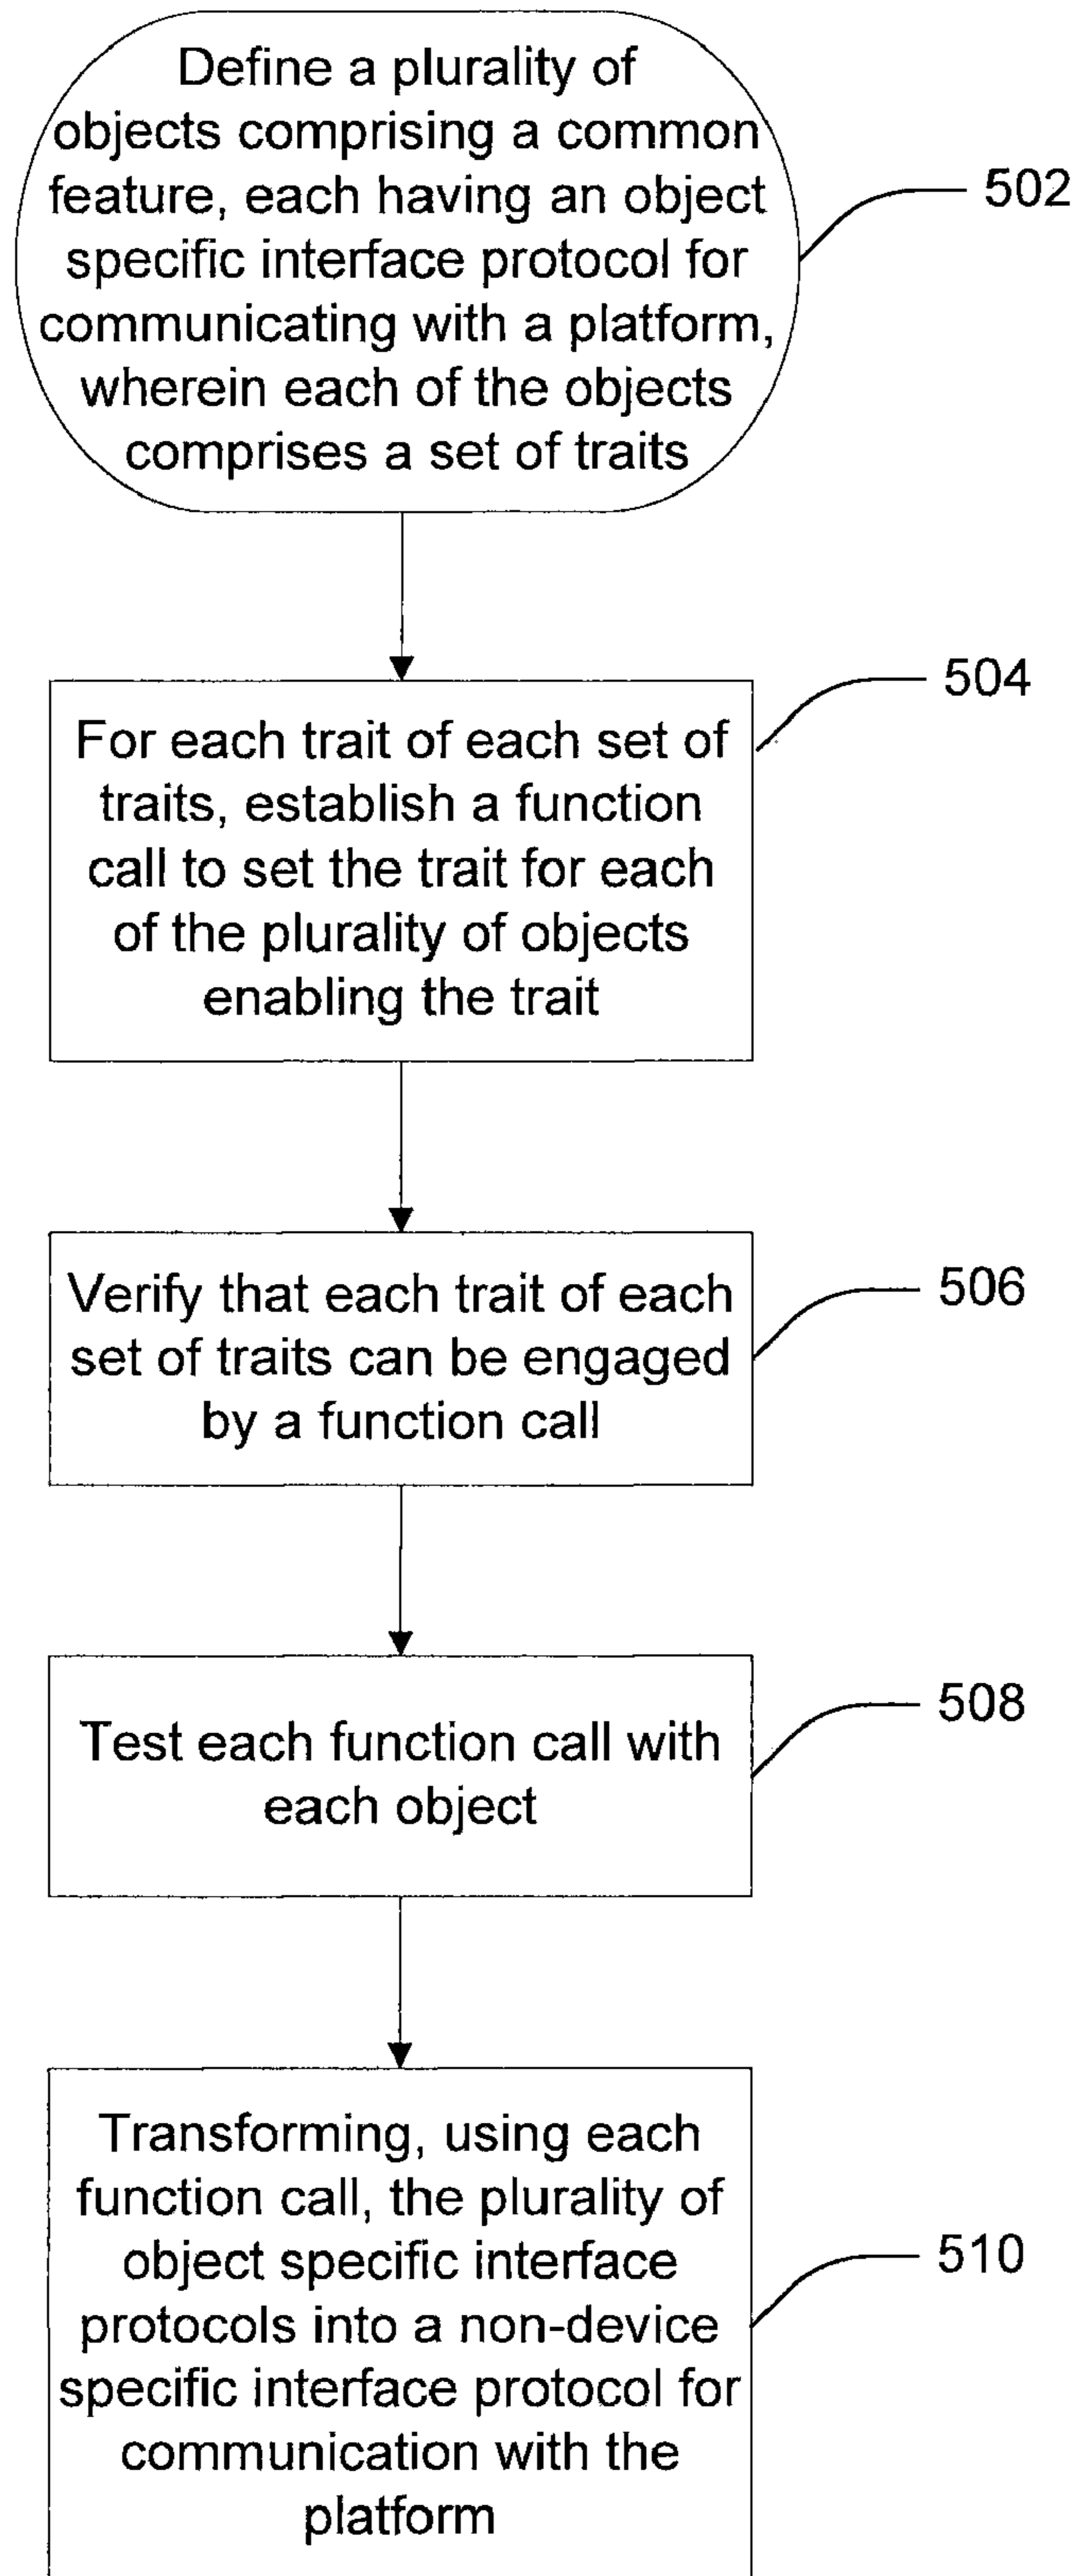 Define a plurality of
objects comprising a common
feature, each having an object
specific interface protocol for
communicating with a platform,
wherein each of the objects
comprises a set of traits
502
For each trait of each set of
traits, establish a function
call to set the trait for each
of the plurality of objects
enabling the trait
504
Verify that each trait of each
set of traits can be engaged
by a function call
506
Test each function call with
each object
508
Transforming, using each
function call, the plurality of
object specific interface
protocols into a non-device
specific interface protocol for
communication with the
platform
510